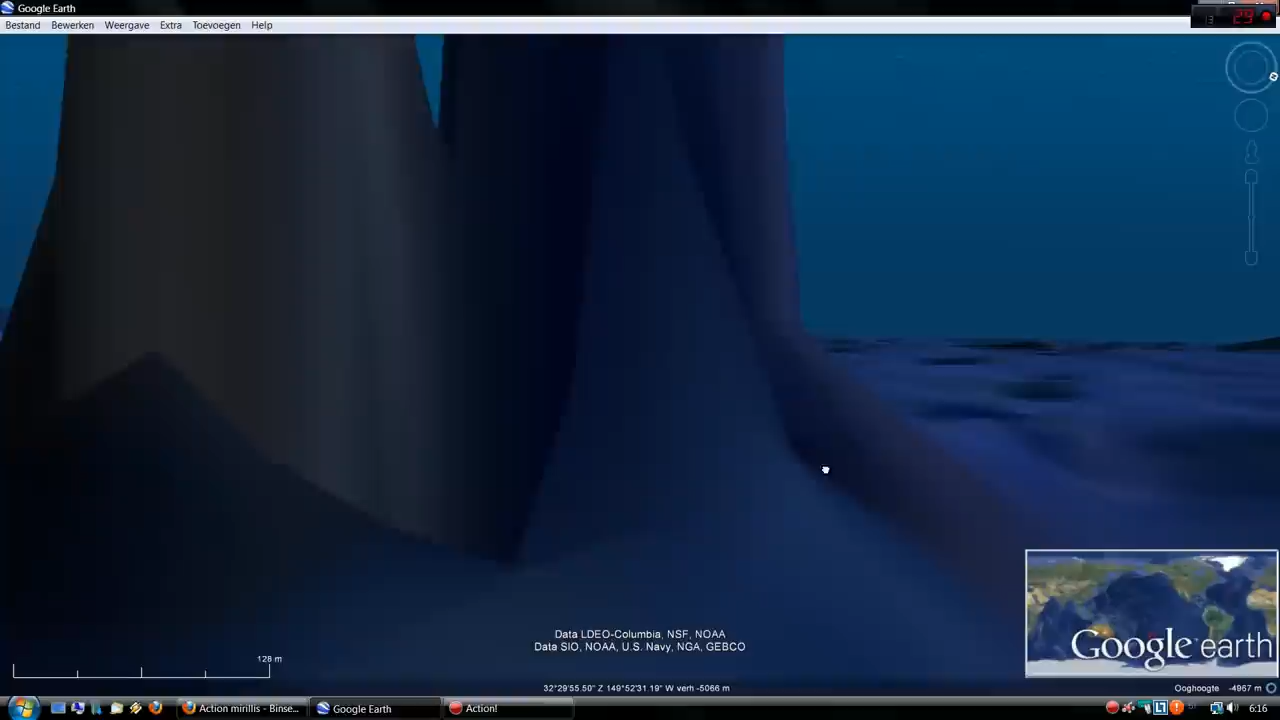 Google Earth
Bestand Bewerken Weergave Extra Toevoegen Help
29
128 m
Data LDEO-Columbia, NSF, NOAA
Data SIO, NOAA, U.S. Navy, NGA, GEBCO
Google earth
32°29'55.50" Z 149°52'31.19" W verh -5066 m
Ooghoogte -4967 m
Action mirillis - Binse...
Google Earth
Action!
6:16